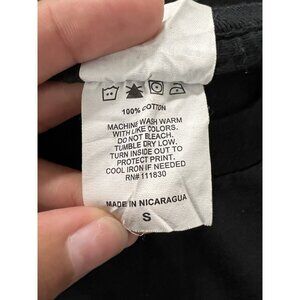 100% COTTON
MACHINE WASH WARM
WITH LIKE COLORS.
DO NOT BLEACH.
TUMBLE DRY LOW.
TURN INSIDE OUT TO
PROTECT PRINT.
COOL IRON IF NEEDED
RN# 111830
MADE IN NICARAGUA
S